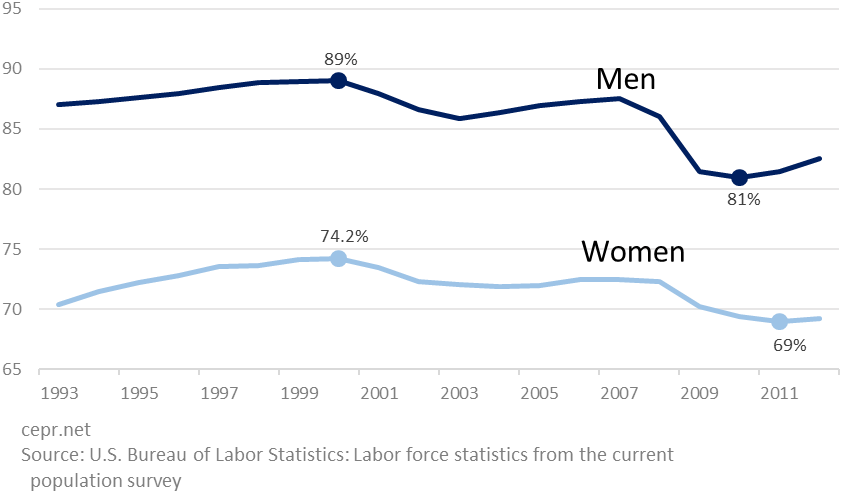 95
89%
90
Men
85
80
81%
74.2%
75
Women
70
69%
65
1993 1995 1997 1999 2001 2003 2005 2007 2009 2011
cepr.net
Source: U.S. Bureau of Labor Statistics: Labor force statistics from the current
population survey